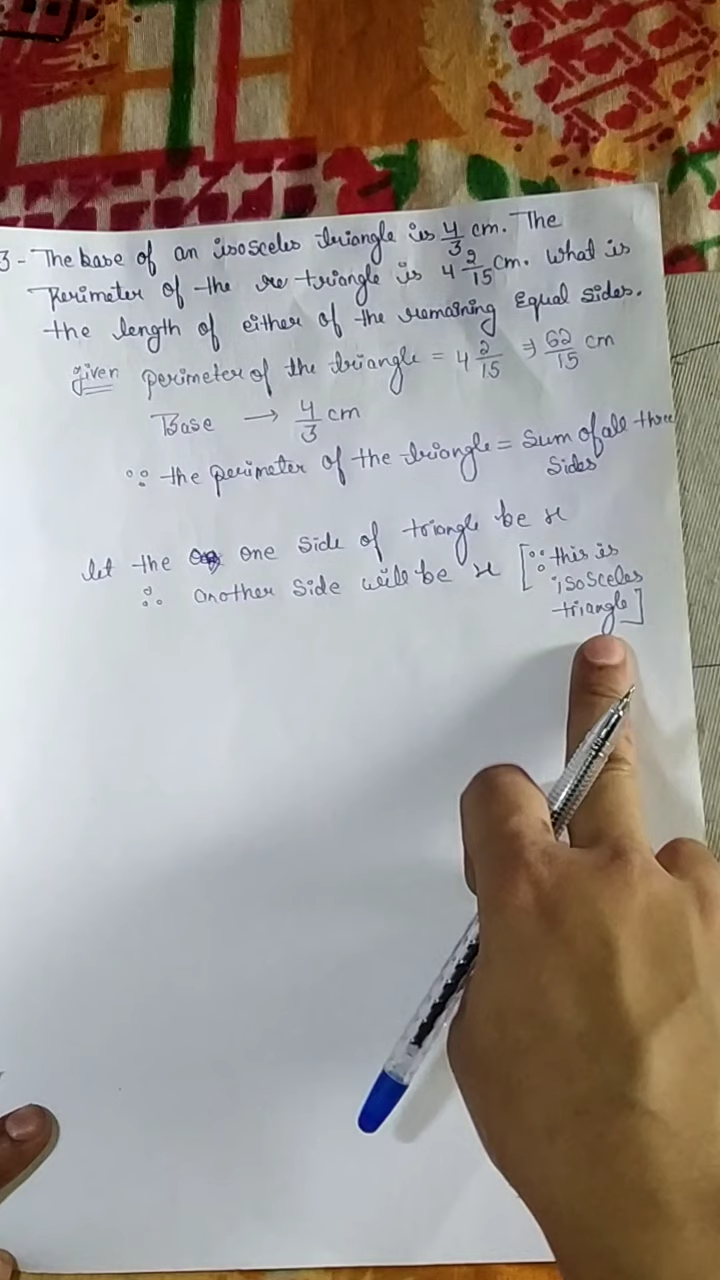 3- The base of an isosceles triangle is 4/3 cm. The
Perimeter of the triangle is 4 2/15 cm. What is
the length of either of the remaining equal sides.
given perimeter of the triangle = 4 2/15 ⇒ 62/15 cm
Base → 4/3 cm
∵ the perimeter of the triangle = Sum of all three
Sides
let the one side of triangle be x
∴ another side will be x [∵ this is
isosceles
triangle]